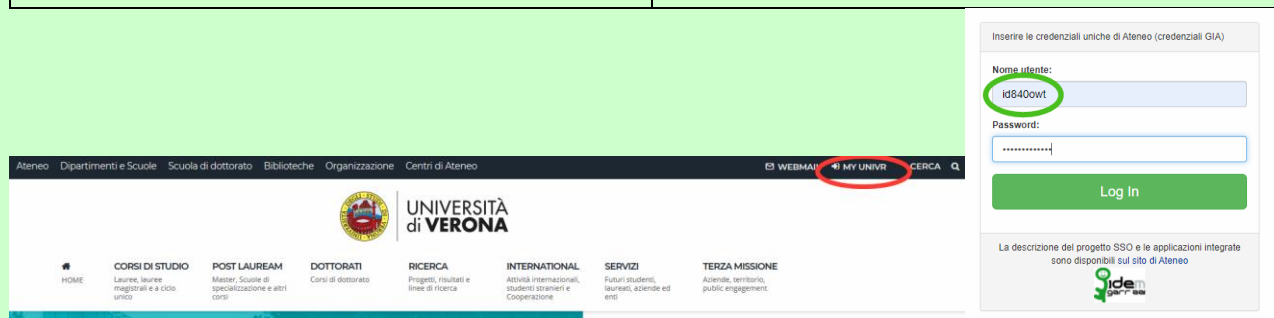 Inserire le credenziali uniche di Ateneo (credenziali GIA)
Nome utente:
id840owt
Password:
Log In
La descrizione del progetto SSO e le applicazioni integrate
sono disponibili sul sito di Ateneo
idem
garr aai
Ateneo Dipartimenti e Scuole Scuola di dottorato Biblioteche Organizzazione Centri di Ateneo
WEBMAIL MY UNIVR CERCA
UNIVERSITÀ
di VERONA
HOME
CORSI DI STUDIO
Lauree, lauree
magistrali e a ciclo
unico
POST LAUREAM
Master, Scuole di
specializzazione e altri
corsi
DOTTORATI
Corsi di dottorato
RICERCA
Progetti, risultati e
linee di ricerca
INTERNATIONAL
Attività internazionali,
studenti stranieri e
Cooperazione
SERVIZI
Futuri studenti,
laureati, aziende ed
enti
TERZA MISSIONE
Aziende, territorio,
public engagement